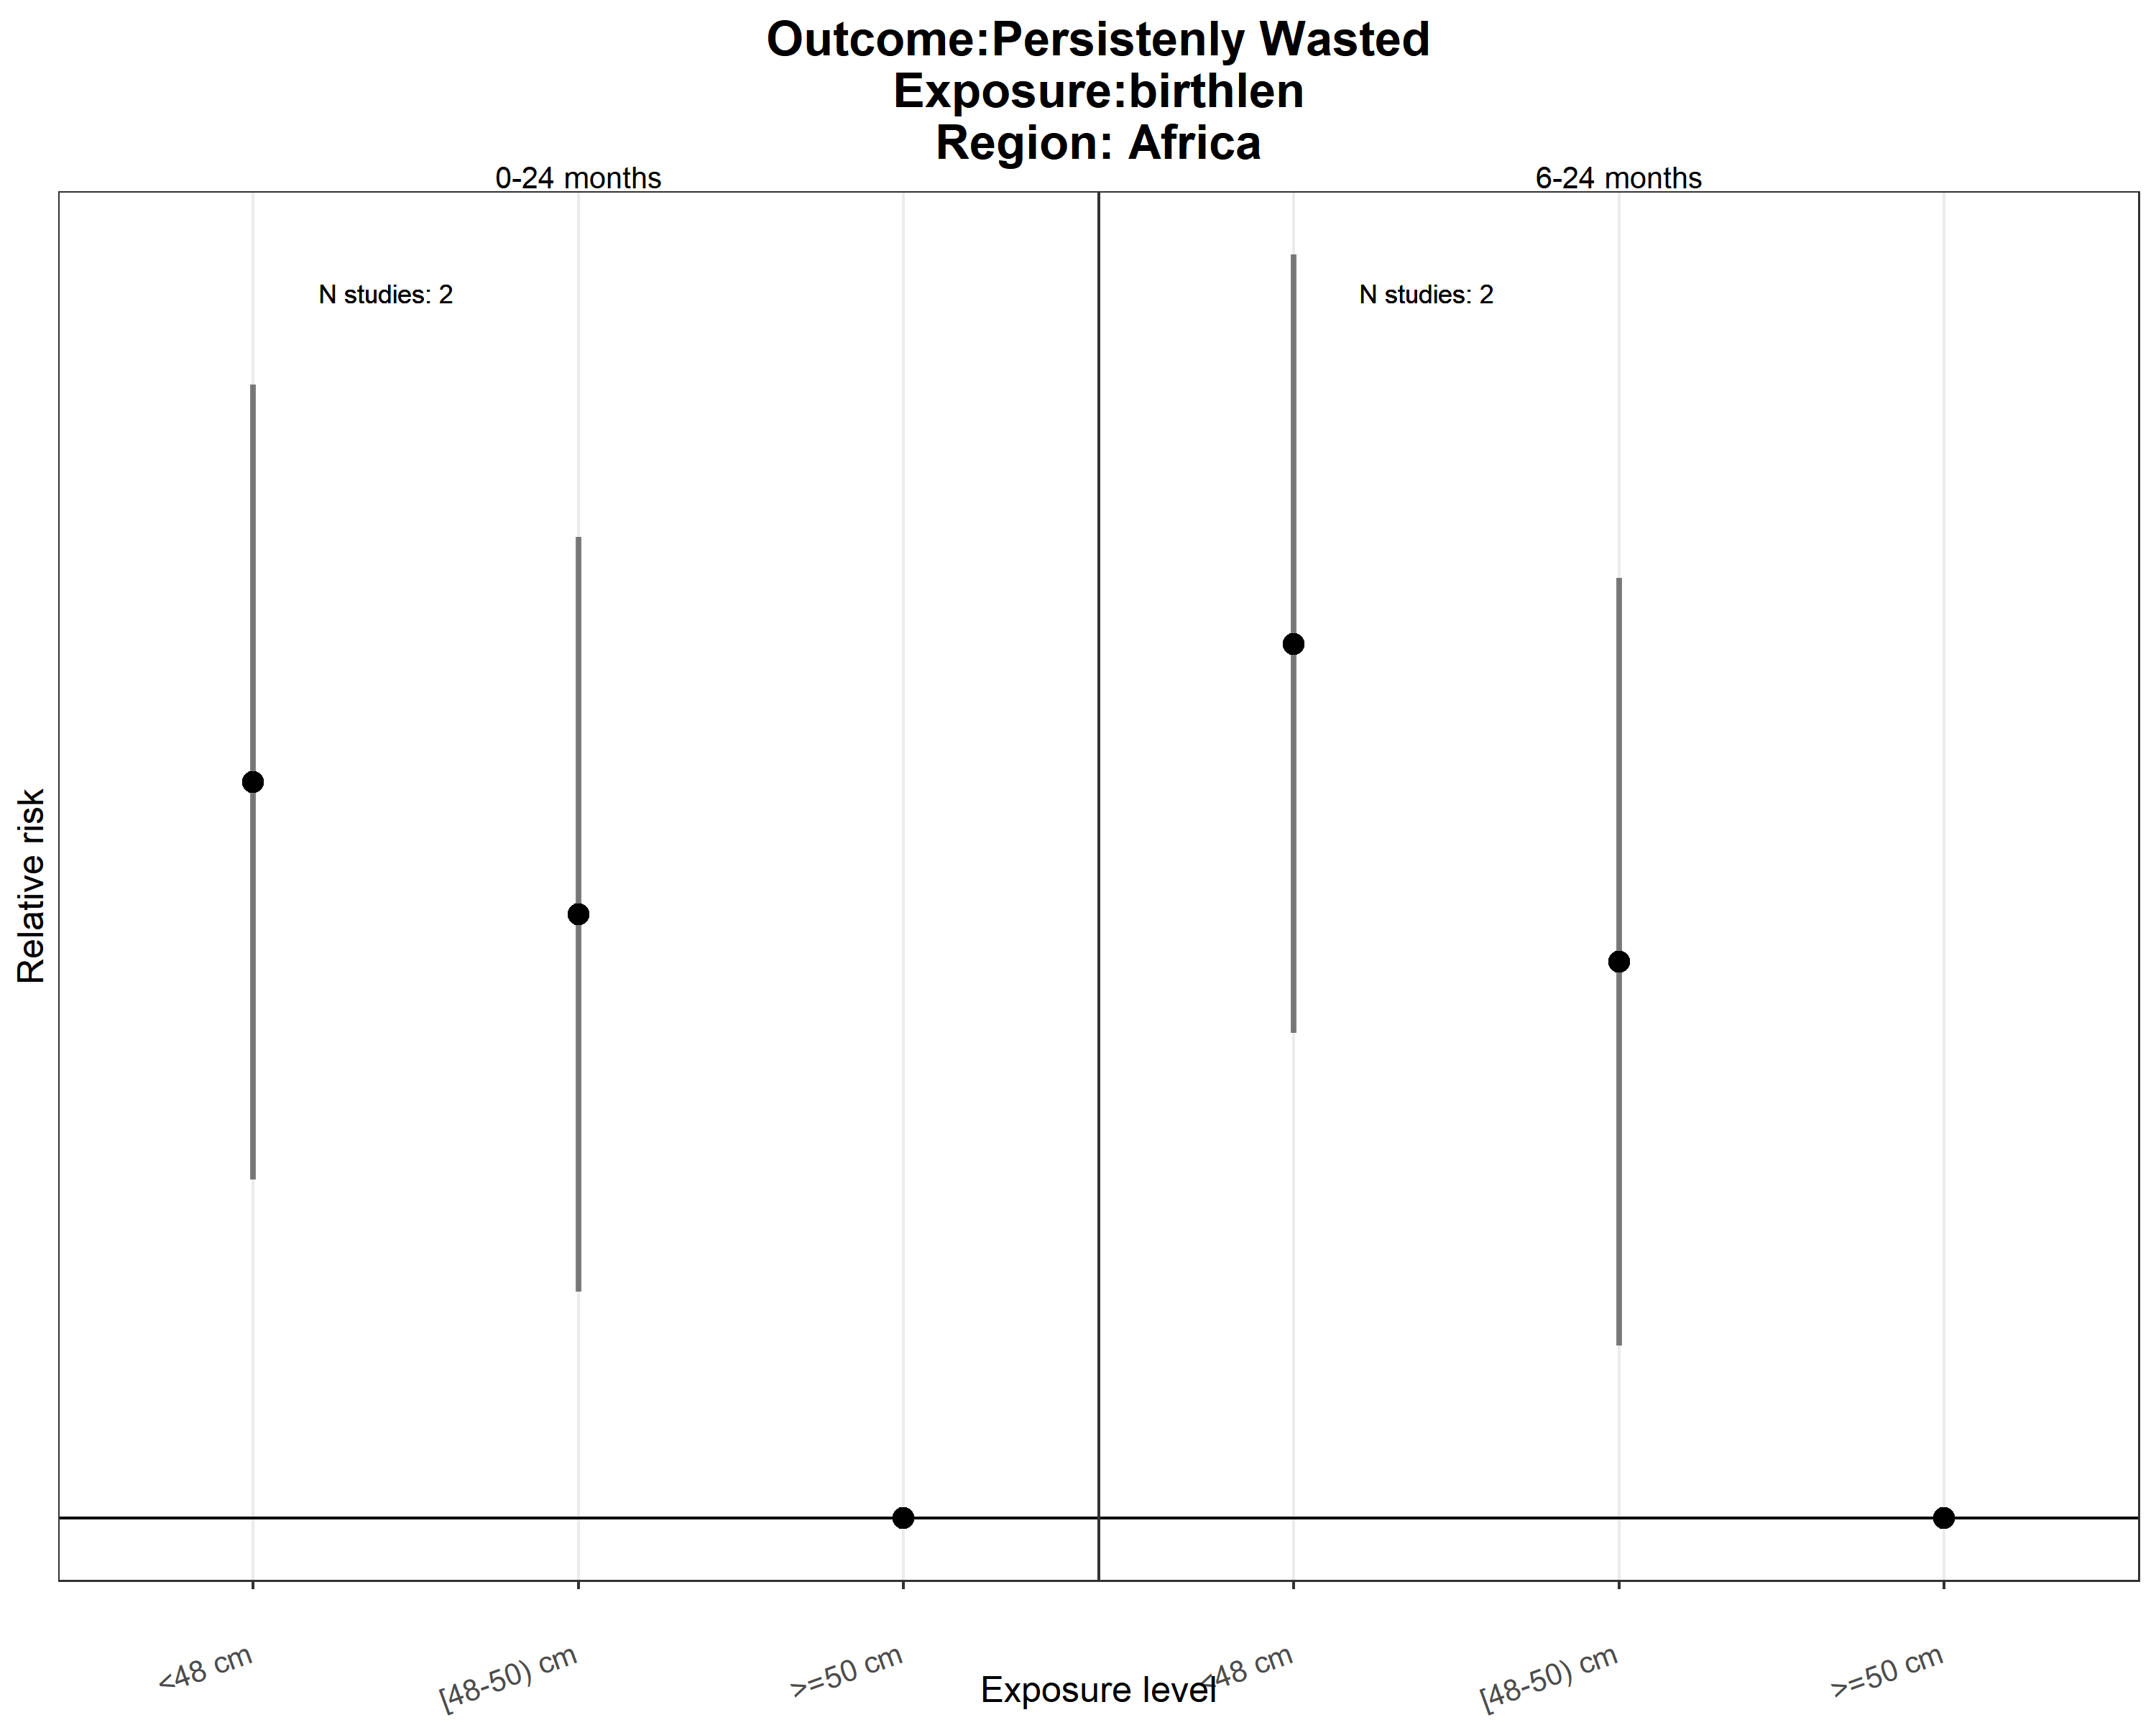 Outcome:Persistenly Wasted
Exposure:birthlen
Region: Africa
0-24 months
6-24 months
N studies: 2
N studies: 2
Relative risk
<48 cm
[48-50) cm
>=50 cm
<48 cm
[48-50) cm
>=50 cm
Exposure level